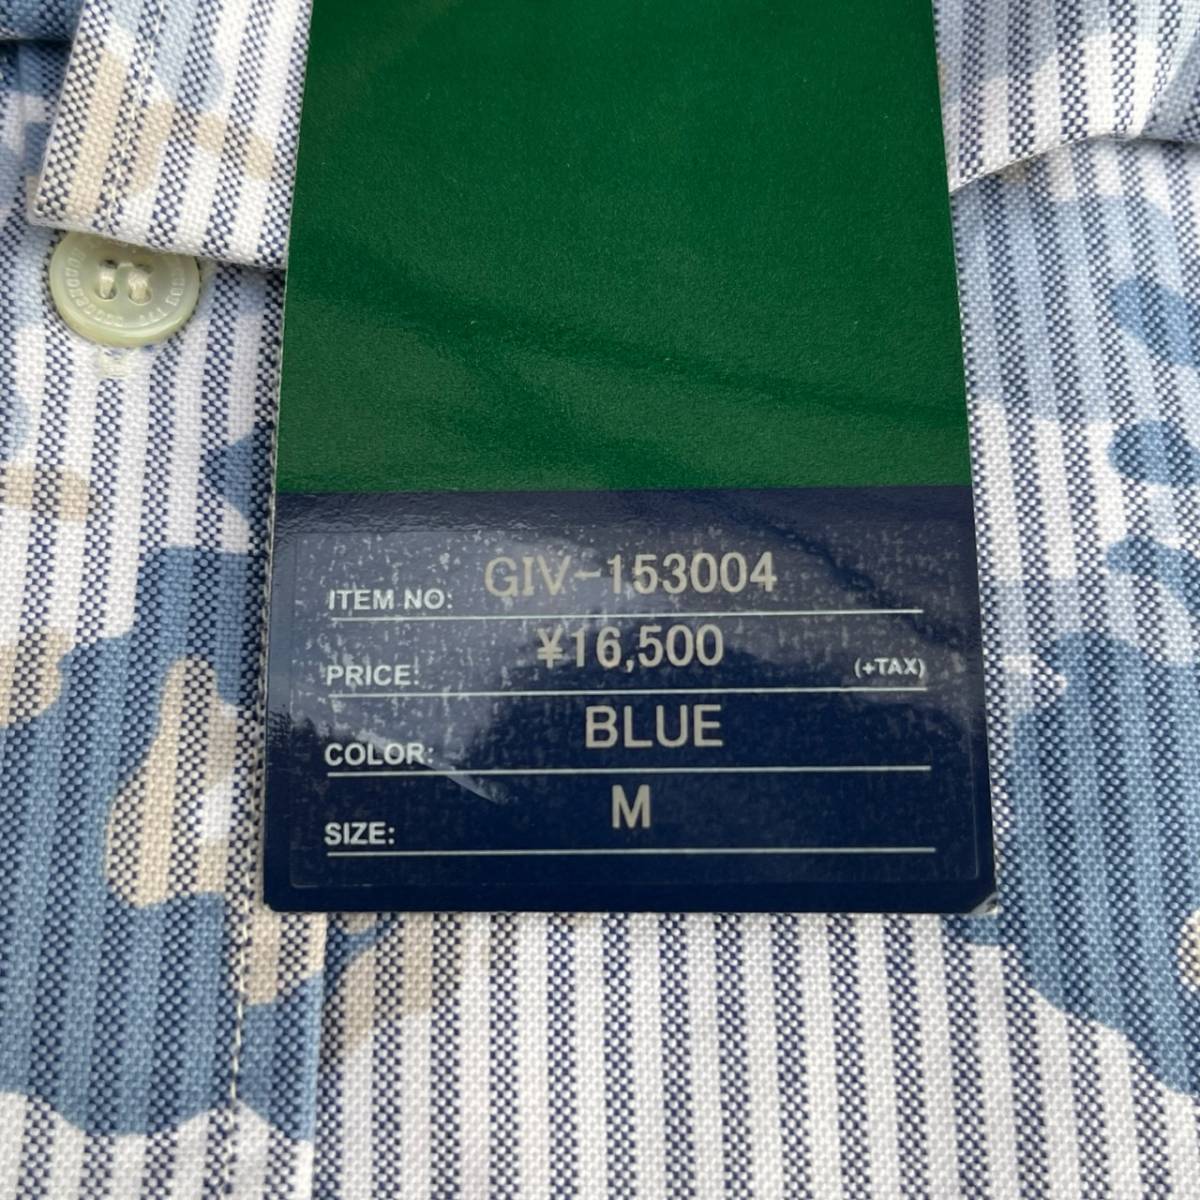 ITEM NO: GIV-153004
PRICE: ¥16,500 (+TAX)
COLOR: BLUE
SIZE: M